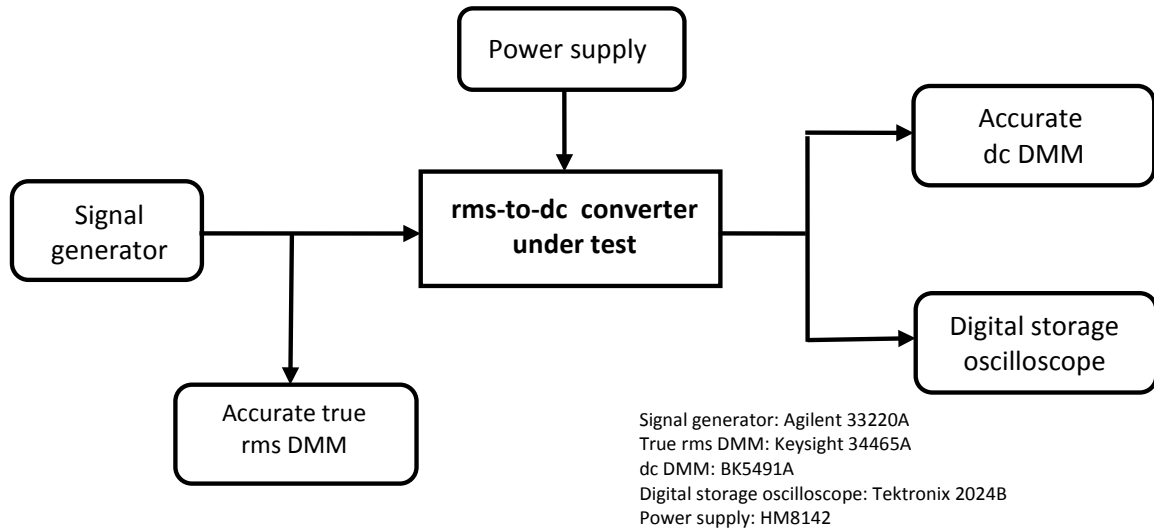 Power supply
Accurate
dc DMM
Signal
generator
rms-to-dc converter
under test
Digital storage
oscilloscope
Accurate true
rms DMM
Signal generator: Agilent 33220A
True rms DMM: Keysight 34465A
dc DMM: BK5491A
Digital storage oscilloscope: Tektronix 2024B
Power supply: HM8142